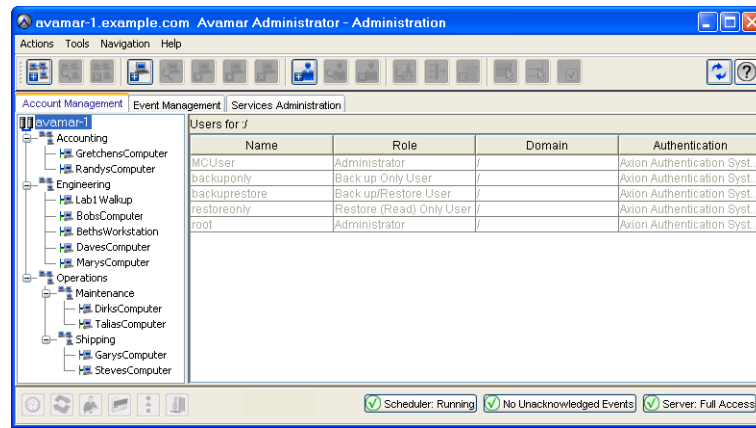 avamar-1.example.com Avamar Administrator - Administration
Actions Tools Navigation Help
Account Management Event Management Services Administration
avamar-1
Accounting
GretchensComputer
RandysComputer
Engineering
Lab1 Walkup
BobsComputer
BethsWorkstation
DavesComputer
MarysComputer
Operations
Maintenance
DirksComputer
TaliasComputer
Shipping
GarysComputer
StevesComputer
Users for :/
Name Role Domain Authentication
MCUser Administrator / Axion Authentication Syst...
backuponly Back up Only User / Axion Authentication Syst...
backuprestore Back up/Restore User / Axion Authentication Syst...
restoreonly Restore (Read) Only User / Axion Authentication Syst...
root Administrator / Axion Authentication Syst...
Scheduler: Running No Unacknowledged Events Server: Full Access